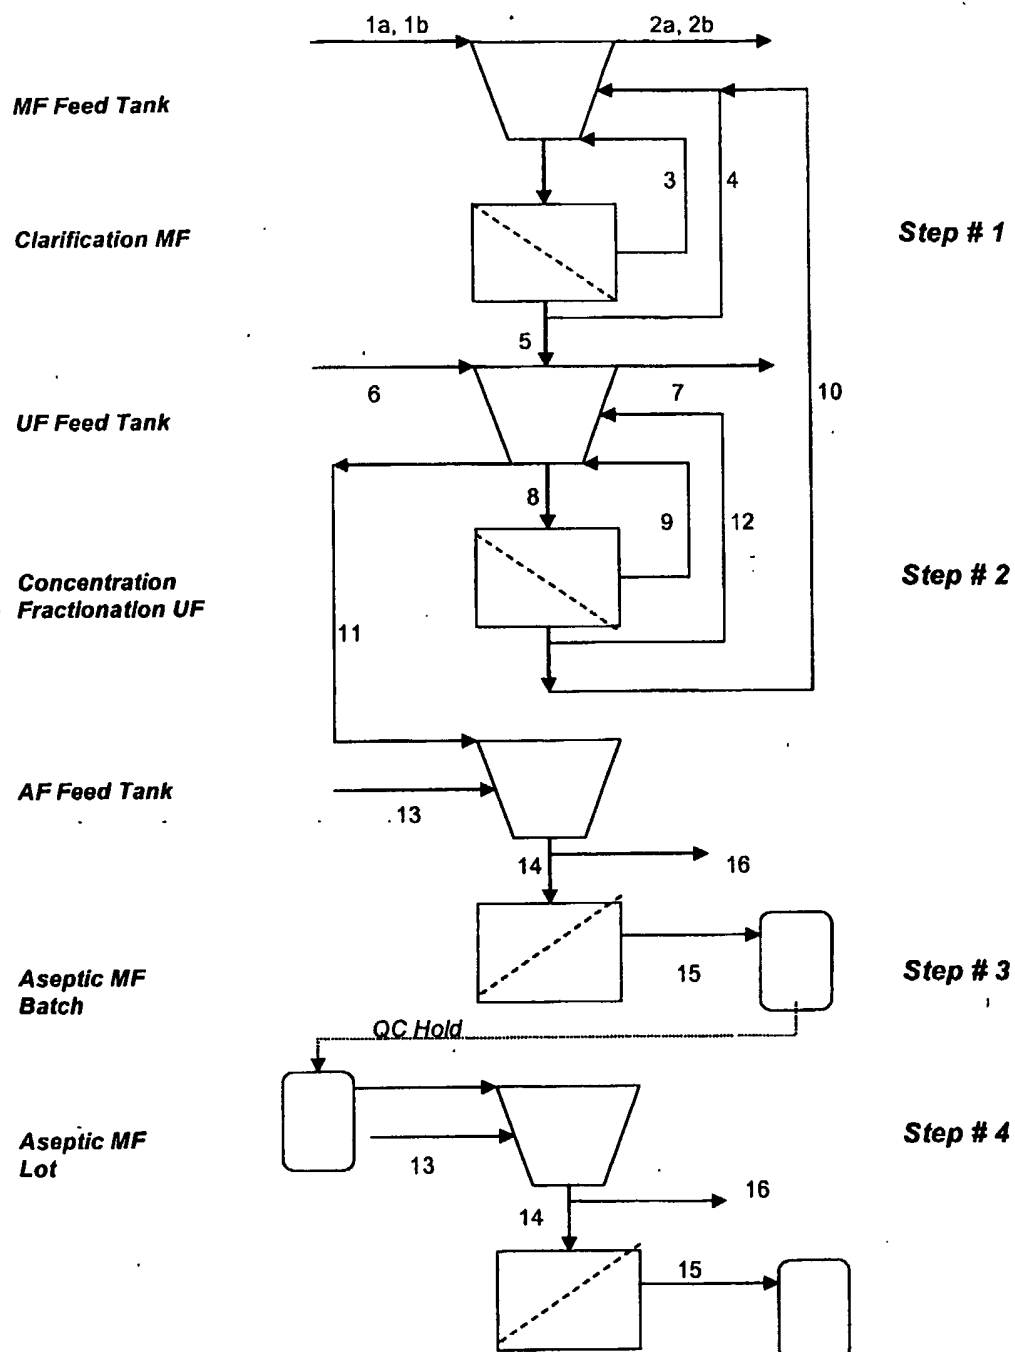 1a, 1b
2a, 2b
MF Feed Tank
3
4
Clarification MF
Step # 1
5
6
7
10
UF Feed Tank
8
9
12
Concentration
Fractionation UF
Step # 2
11
AF Feed Tank
13
14
16
Aseptic MF
Batch
15
Step # 3
QC Hold
Aseptic MF
Lot
13
Step # 4
14
16
15